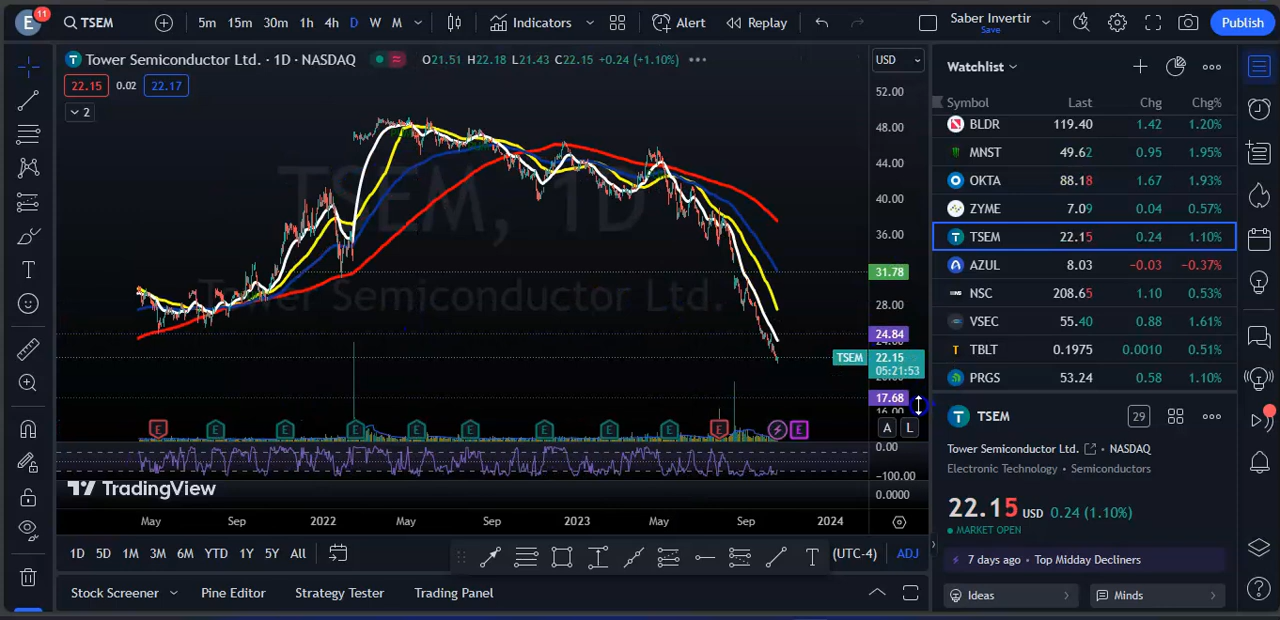 E 11 TSEM 5m 15m 30m 1h 4h D W M Indicators Alert Replay Saber Invertir Save Publish
Tower Semiconductor Ltd. · 1D · NASDAQ O21.51 H22.18 L21.43 C22.15 +0.24 (+1.10%) USD
22.15 0.02 22.17
2
TSEM, 1D
Tower Semiconductor Ltd.
52.00
48.00
44.00
40.00
36.00
31.78
28.00
24.84
24.00
TSEM 22.15
05:21:53
17.68
16.00
E E E E E E E E E E
A L
0.00
−100.00
0.0000
TradingView
May Sep 2022 May Sep 2023 May Sep 2024
1D 5D 1M 3M 6M YTD 1Y 5Y All T (UTC-4) ADJ
Stock Screener Pine Editor Strategy Tester Trading Panel
Watchlist
Symbol Last Chg Chg%
BLDR 119.40 1.42 1.20%
MNST 49.62 0.95 1.95%
OKTA 88.18 1.67 1.93%
ZYME 7.09 0.04 0.57%
T TSEM 22.15 0.24 1.10%
AZUL 8.03 −0.03 −0.37%
NSC 208.65 1.10 0.53%
VSEC 55.40 0.88 1.61%
TBLT 0.1975 0.0010 0.51%
PRGS 53.24 0.58 1.10%
T TSEM 29
Tower Semiconductor Ltd. · NASDAQ
Electronic Technology · Semiconductors
22.15 USD 0.24 (1.10%)
MARKET OPEN
7 days ago · Top Midday Decliners
Ideas Minds